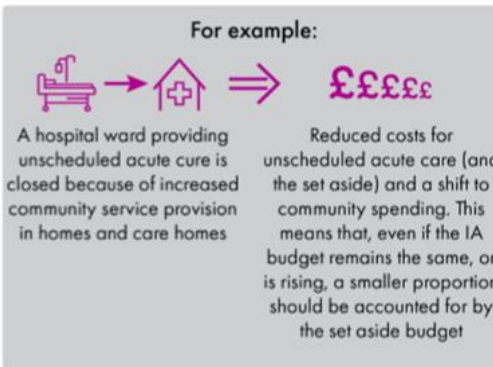 For example:
£££££
A hospital ward providing
unscheduled acute cure is
closed because of increased
community service provision
in homes and care homes
Reduced costs for
unscheduled acute care (and
the set aside) and a shift to
community spending. This
means that, even if the IA
budget remains the same, or
is rising, a smaller proportion
should be accounted for by
the set aside budget